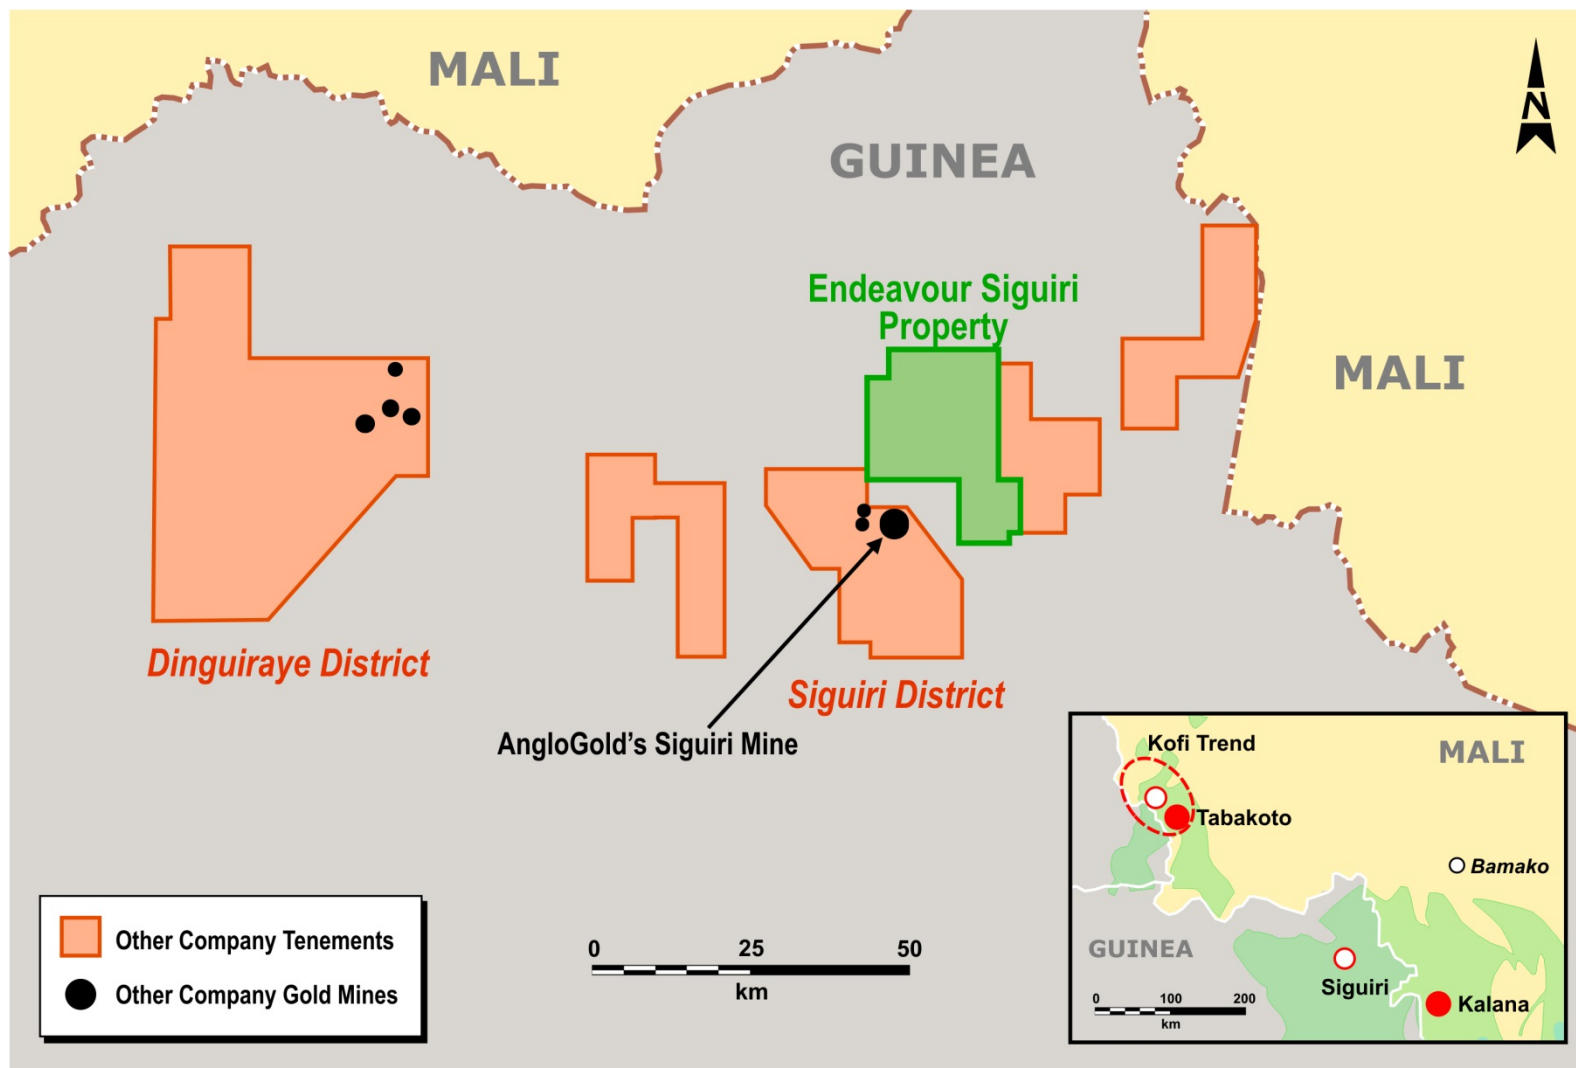 MALI
N
GUINEA
Endeavour Siguiri
Property
MALI
Dinguiraye District
Siguiri District
AngloGold's Siguiri Mine
Other Company Tenements
Other Company Gold Mines
0 25 50
km
Kofi Trend
MALI
Tabakoto
Bamako
GUINEA
Siguiri
Kalana
0 100 200
km